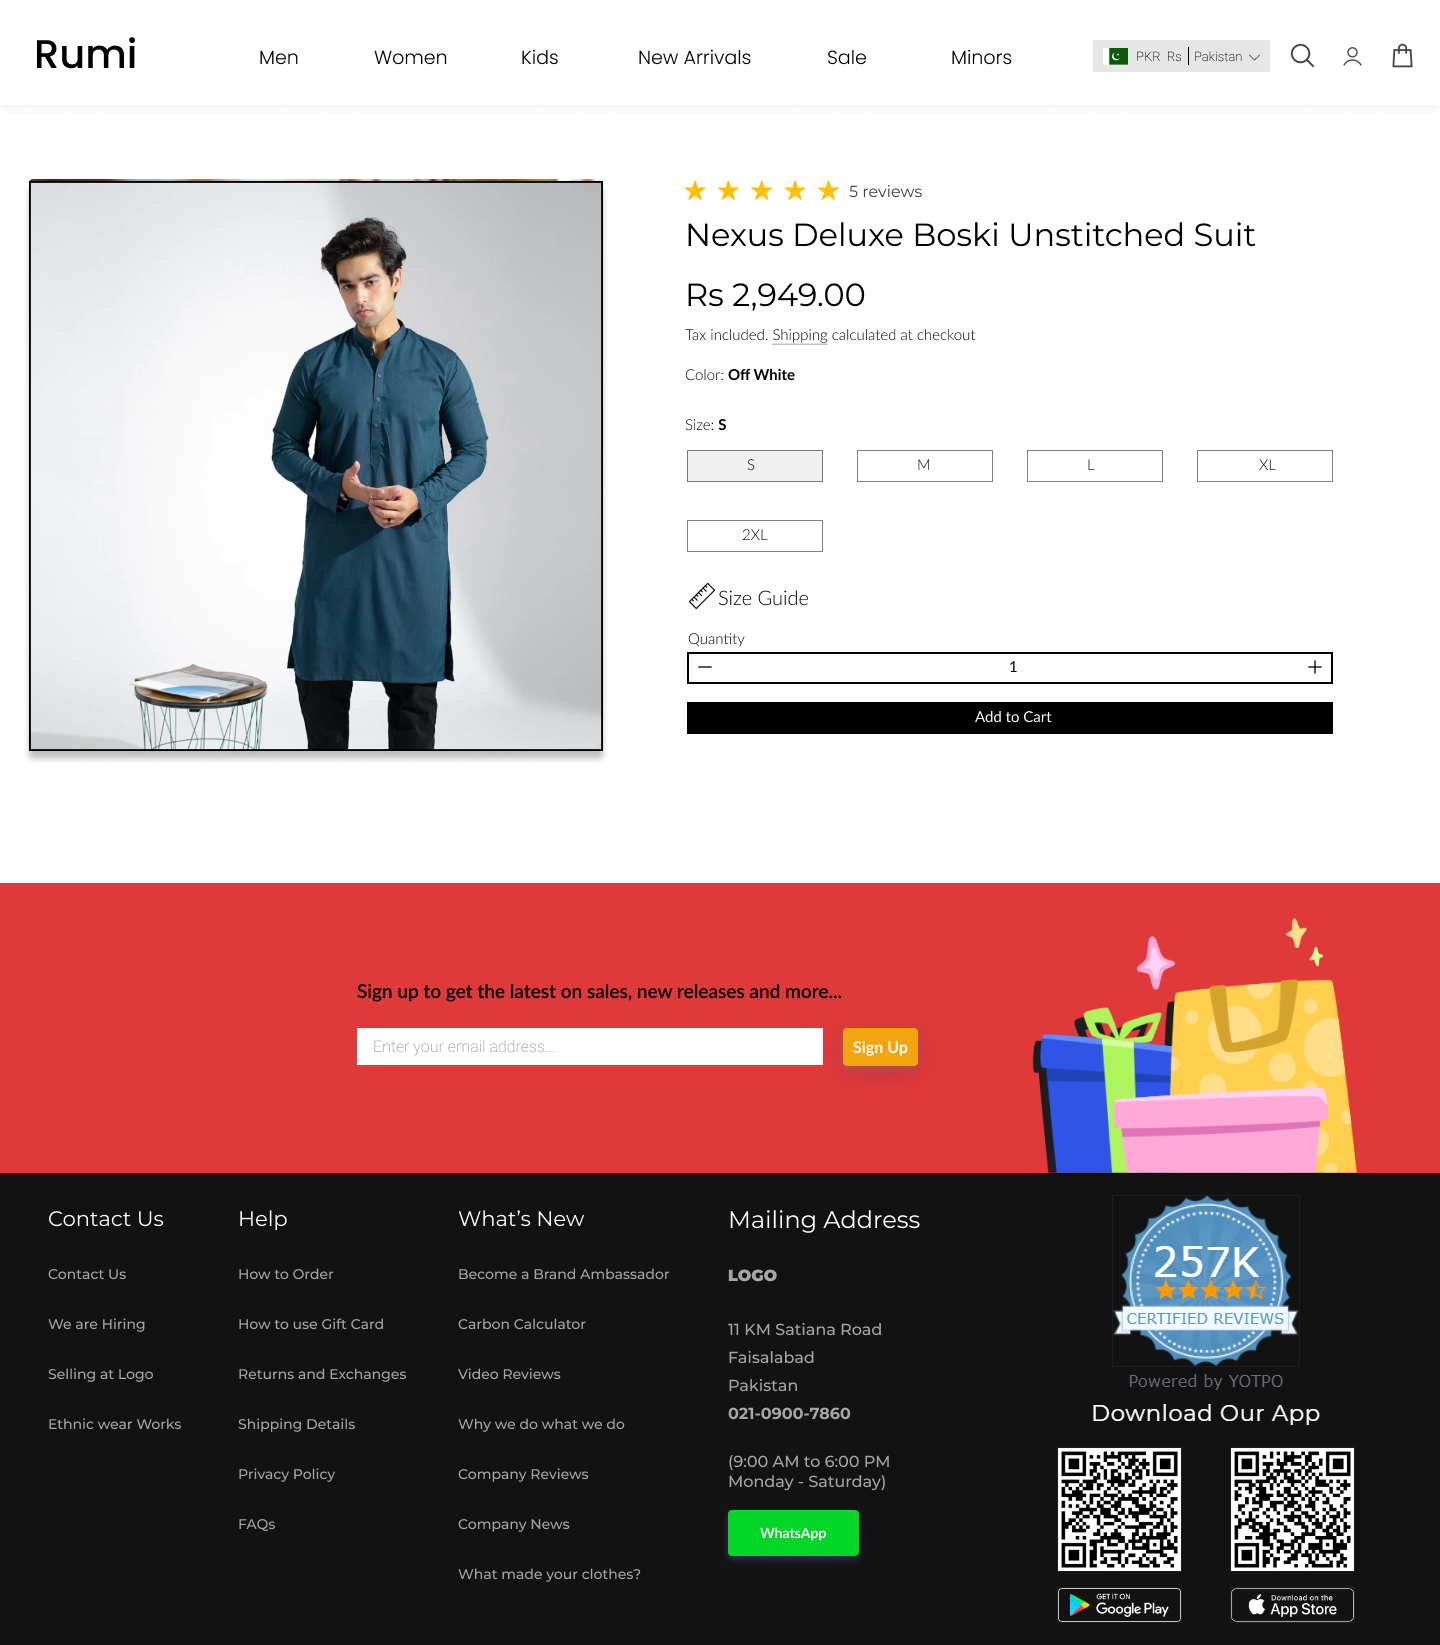 Rumi
Men
Women
Kids
New Arrivals
Sale
Minors
PKR Rs | Pakistan
5 reviews
Nexus Deluxe Boski Unstitched Suit
Rs 2,949.00
Tax included. Shipping calculated at checkout
Color: Off White
Size: S
S
M
L
XL
2XL
Size Guide
Quantity
1
Add to Cart
Sign up to get the latest on sales, new releases and more...
Enter your email address...
Sign Up
Contact Us
Contact Us
We are Hiring
Selling at Logo
Ethnic wear Works
Help
How to Order
How to use Gift Card
Returns and Exchanges
Shipping Details
Privacy Policy
FAQs
What’s New
Become a Brand Ambassador
Carbon Calculator
Video Reviews
Why we do what we do
Company Reviews
Company News
What made your clothes?
Mailing Address
LOGO
11 KM Satiana Road
Faisalabad
Pakistan
021-0900-7860
(9:00 AM to 6:00 PM
Monday - Saturday)
WhatsApp
257K
CERTIFIED REVIEWS
Powered by YOTPO
Download Our App
GET IT ON
Google Play
Download on the
App Store